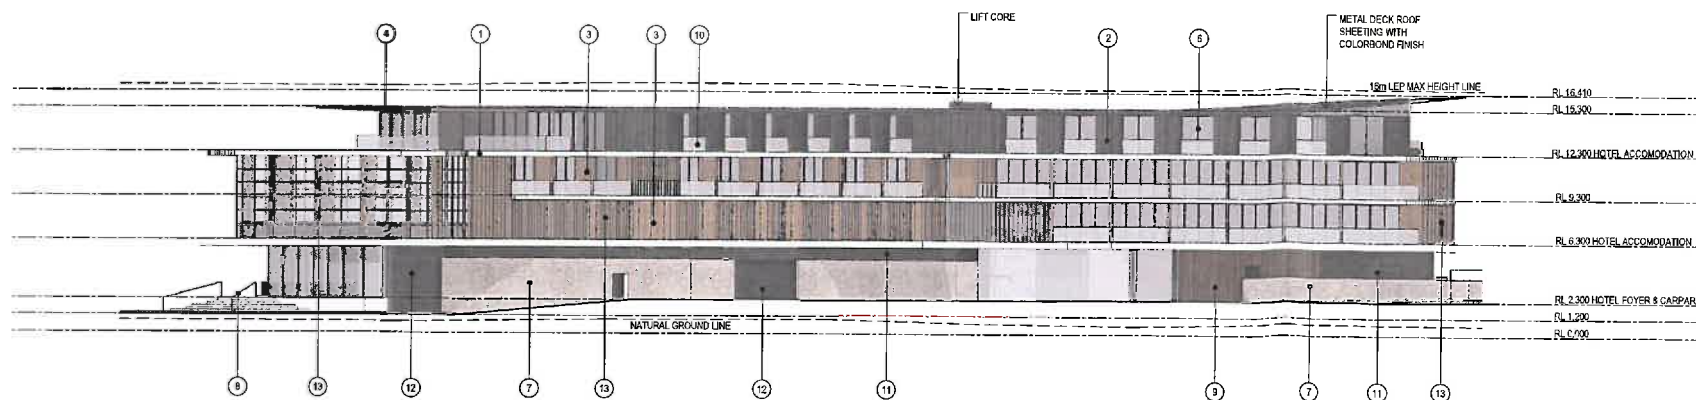 LIFT CORE
METAL DECK ROOF
SHEETING WITH
COLORBOND FINISH
4
1
3
3
10
2
6
16m LEP MAX HEIGHT LINE
RL 16,410
RL 15,300
RL 12,300 HOTEL ACCOMODATION
RL 9,300
RL 6,300 HOTEL ACCOMODATION
RL 2,300 HOTEL FOYER & CARPAR
RL 1,200
RL 0,000
NATURAL GROUND LINE
8
13
12
7
13
12
11
9
7
11
13